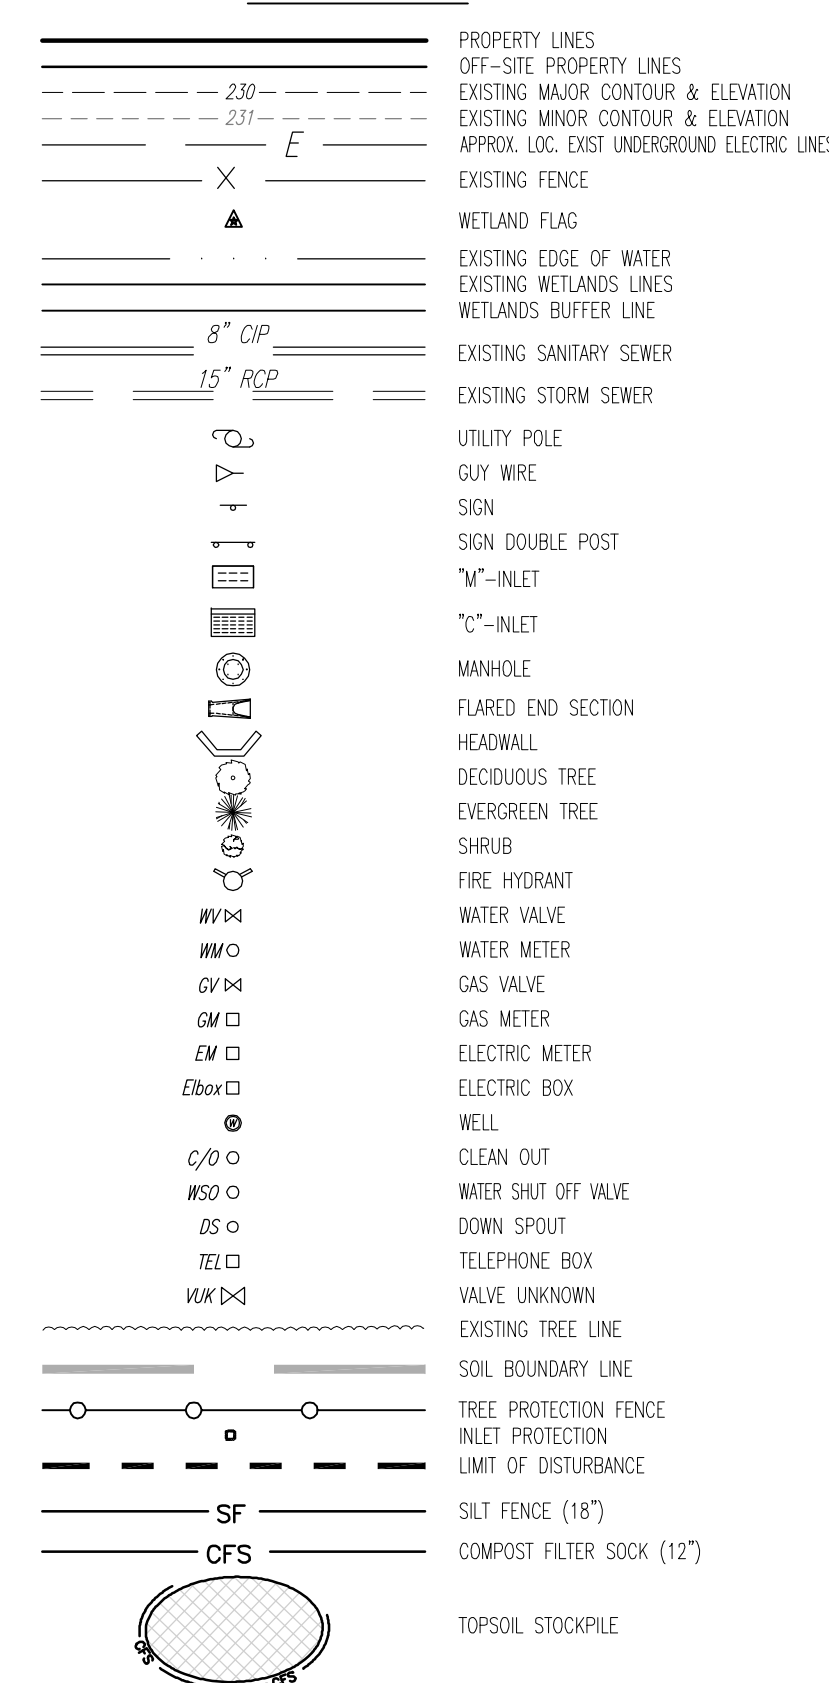 PROPERTY LINES
OFF-SITE PROPERTY LINES
230 EXISTING MAJOR CONTOUR & ELEVATION
231 EXISTING MINOR CONTOUR & ELEVATION
E APPROX. LOC. EXIST UNDERGROUND ELECTRIC LINES
X EXISTING FENCE
WETLAND FLAG
EXISTING EDGE OF WATER
EXISTING WETLANDS LINES
WETLANDS BUFFER LINE
8" CIP EXISTING SANITARY SEWER
15" RCP EXISTING STORM SEWER
UTILITY POLE
GUY WIRE
SIGN
SIGN DOUBLE POST
"M"-INLET
"C"-INLET
MANHOLE
FLARED END SECTION
HEADWALL
DECIDUOUS TREE
EVERGREEN TREE
SHRUB
FIRE HYDRANT
WV WATER VALVE
WM WATER METER
GV GAS VALVE
GM GAS METER
EM ELECTRIC METER
Elbox ELECTRIC BOX
W WELL
C/O CLEAN OUT
WSO WATER SHUT OFF VALVE
DS DOWN SPOUT
TEL TELEPHONE BOX
VUK VALVE UNKNOWN
EXISTING TREE LINE
SOIL BOUNDARY LINE
TREE PROTECTION FENCE
INLET PROTECTION
LIMIT OF DISTURBANCE
SF SILT FENCE (18")
CFS COMPOST FILTER SOCK (12")
TOPSOIL STOCKPILE
CFS
CFS